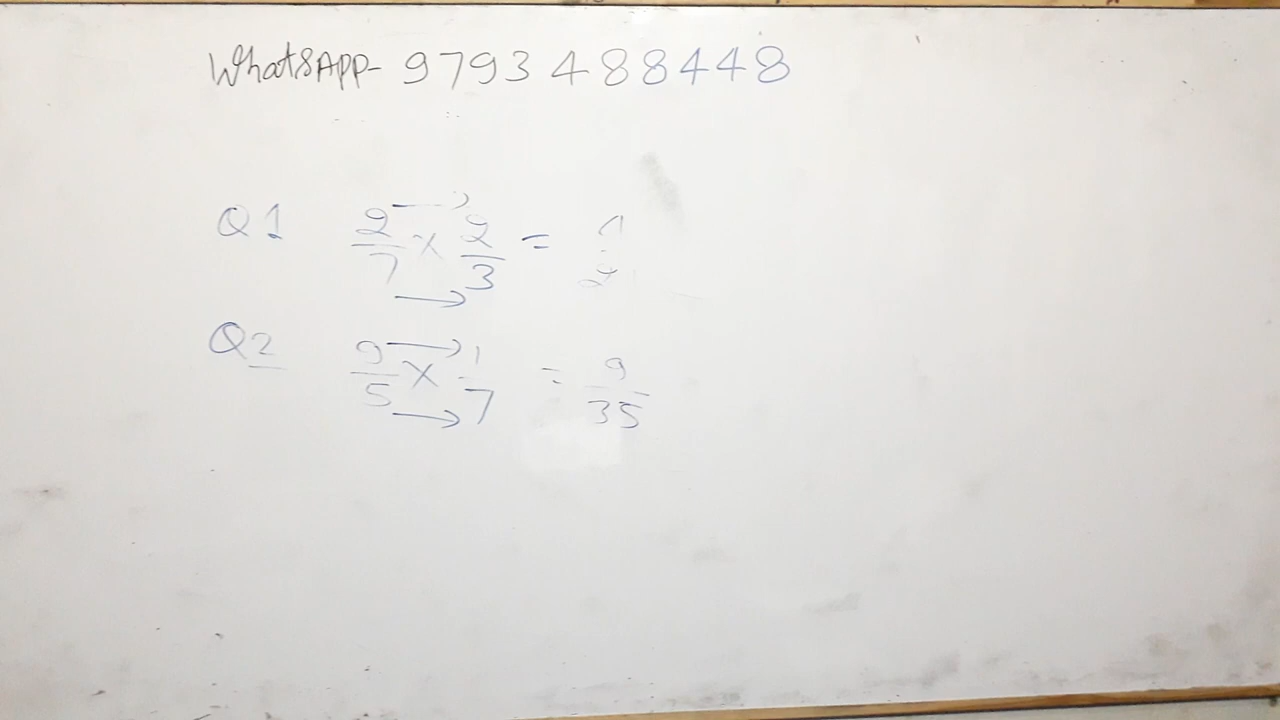 WhatsApp- 9793488448
Q1 2/7 × 2/3 =
Q2 9/5 × 1/7 = 9/35